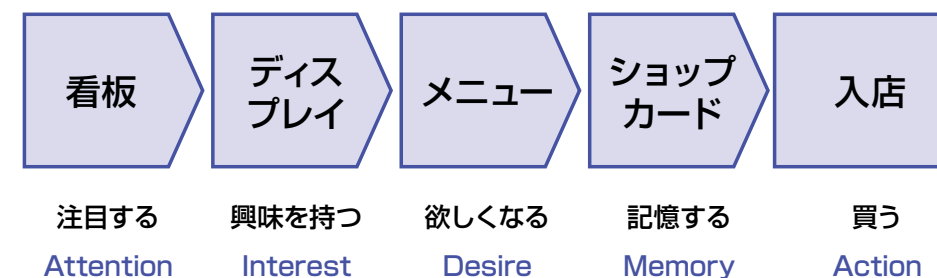 看板
ディス
プレイ
メニュー
ショップ
カード
入店
注目する
興味を持つ
欲しくなる
記憶する
買う
Attention
Interest
Desire
Memory
Action